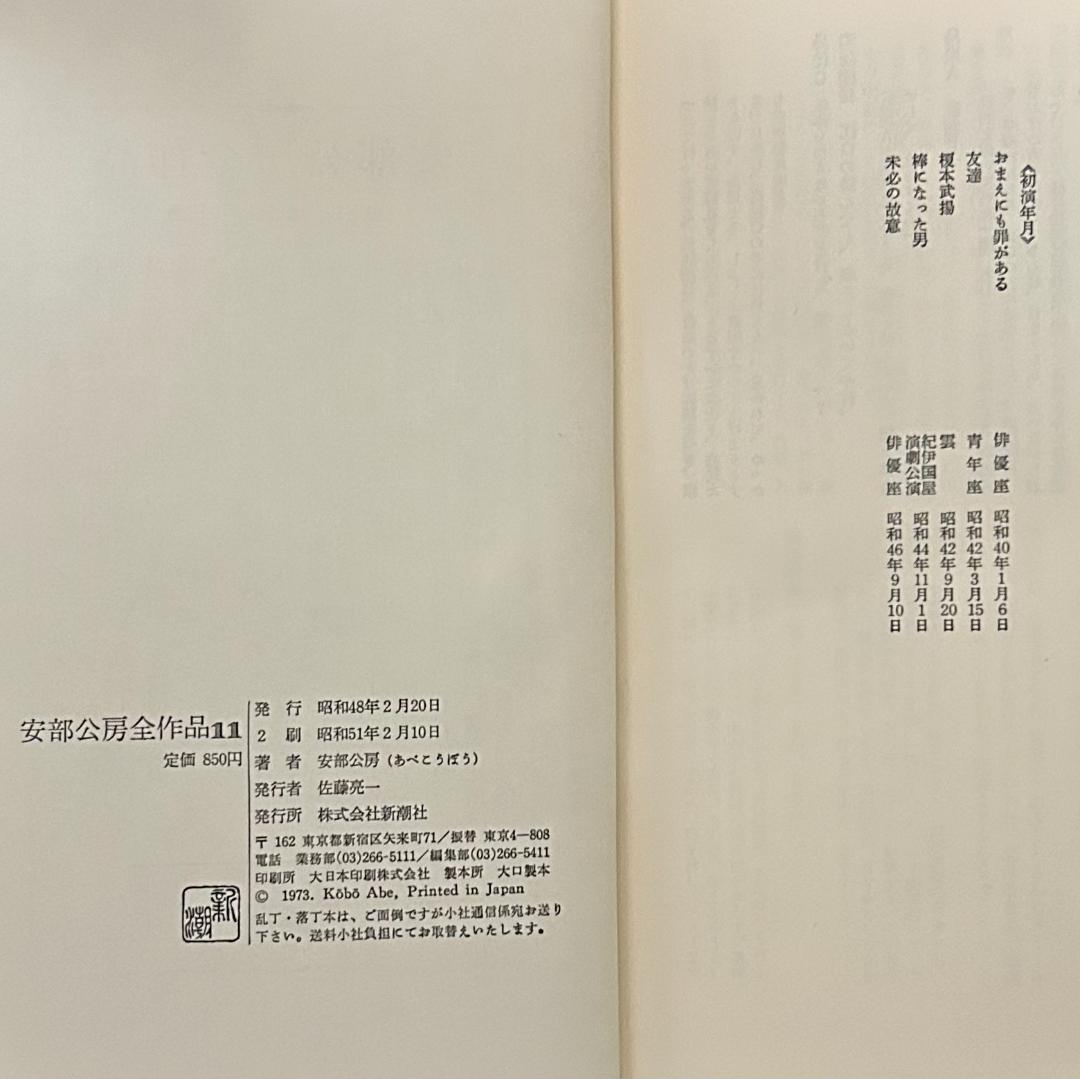 《初演年月》
おまえにも罪がある 俳優座 昭和40年1月6日
友達 青年座 昭和42年3月15日
榎本武揚 雲 昭和42年9月20日
棒になった男 紀伊国屋演劇公演 昭和44年11月1日
未必の故意 俳優座 昭和46年9月10日
安部公房全作品11
定価 850円
発行 昭和48年2月20日
2刷 昭和51年2月10日
著者 安部公房(あべこうぼう)
発行者 佐藤亮一
発行所 株式会社新潮社
〒162 東京都新宿区矢来町71/振替 東京4―808
電話 業務部(03)266-5111/編集部(03)266-5411
印刷所 大日本印刷株式会社 製本所 大口製本
© 1973. Kōbō Abe, Printed in Japan
乱丁・落丁本は、ご面倒ですが小社通信係宛お送り
下さい。送料小社負担にてお取替えいたします。
新潮